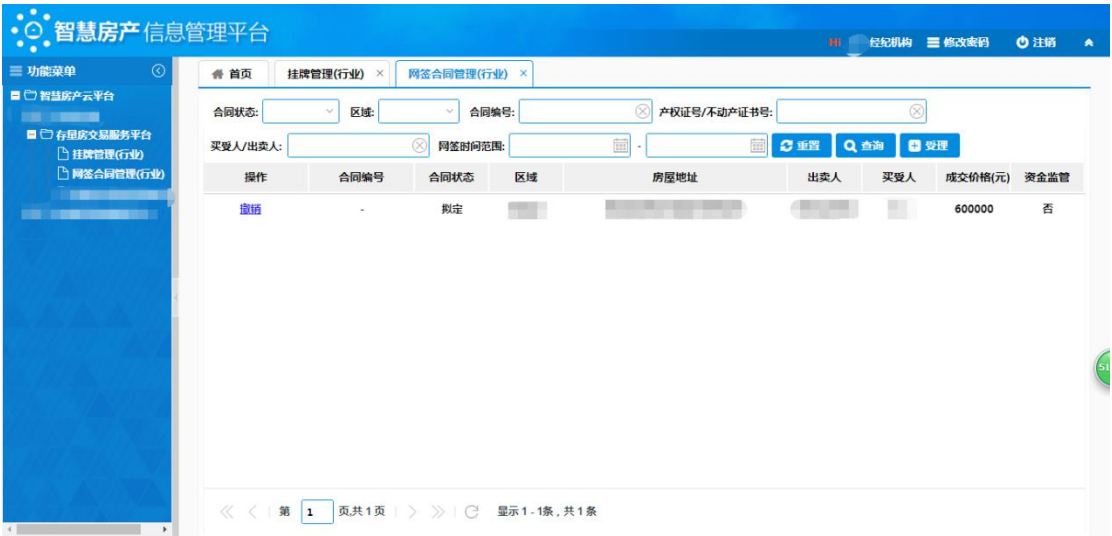 智慧房产信息管理平台
Hi 经纪机构 修改密码 注销
功能菜单
首页 挂牌管理(行业) × 网签合同管理(行业) ×
智慧房产云平台
存量房交易服务平台
挂牌管理(行业)
网签合同管理(行业)
合同状态: 区域: 合同编号: 产权证号/不动产证书号:
买受人/出卖人: 网签时间范围: - 重置 查询 受理
操作 合同编号 合同状态 区域 房屋地址 出卖人 买受人 成交价格(元) 资金监管
撤销 - 拟定 600000 否
第 1 页,共1页 显示1-1条,共1条
51